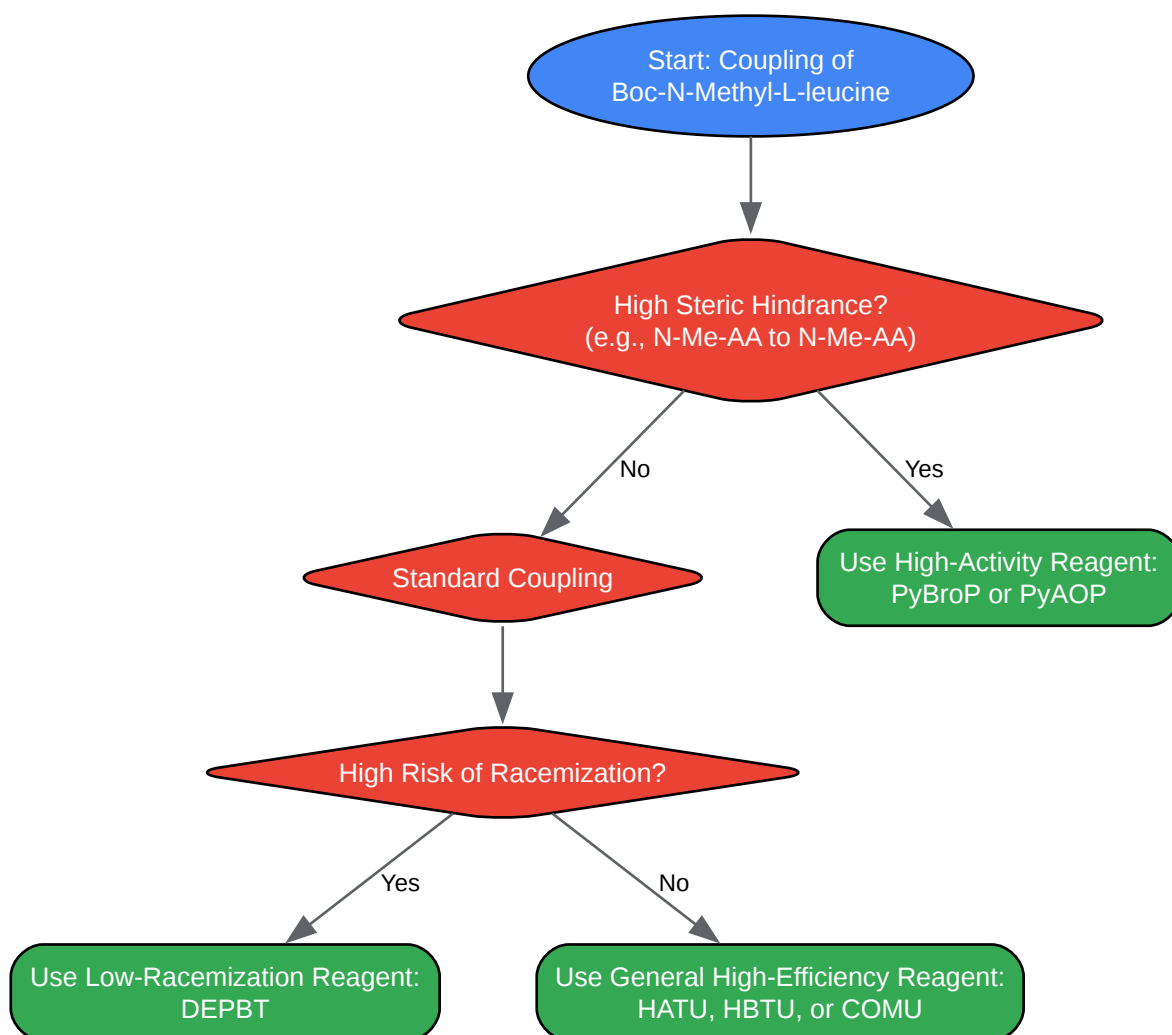 Start: Coupling of
Boc-N-Methyl-L-leucine
High Steric Hindrance?
(e.g., N-Me-AA to N-Me-AA)
No
Yes
Standard Coupling
Use High-Activity Reagent:
PyBroP or PyAOP
High Risk of Racemization?
Yes
No
Use Low-Racemization Reagent:
DEPBT
Use General High-Efficiency Reagent:
HATU, HBTU, or COMU